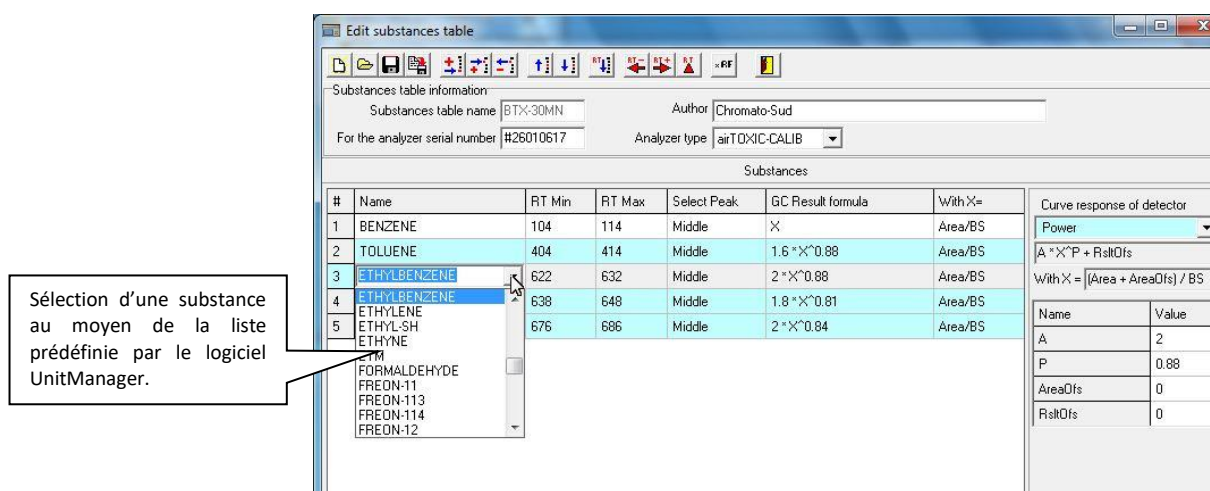 Edit substances table
RT RT- RT+ RT ×RF
Substances table information
Substances table name BTX-30MN Author Chromato-Sud
For the analyzer serial number #26010617 Analyzer type airTOXIC-CALIB
Substances
# Name RT Min RT Max Select Peak GC Result formula With X=
1 BENZENE 104 114 Middle X Area/BS
2 TOLUENE 404 414 Middle 1.6 *X^0.88 Area/BS
3 ETHYLBENZENE 622 632 Middle 2 *X^0.88 Area/BS
4 638 648 Middle 1.8 *X^0.81 Area/BS
5 676 686 Middle 2 *X^0.84 Area/BS
ETHYLBENZENE
ETHYLENE
ETHYL-SH
ETHYNE
ETM
FORMALDEHYDE
FREON-11
FREON-113
FREON-114
FREON-12
Curve response of detector
Power
A *X^P + RsltOfs
With X = (Area + AreaOfs) / BS
Name Value
A 2
P 0.88
AreaOfs 0
RsltOfs 0
Sélection d’une substance
au moyen de la liste
prédéfinie par le logiciel
UnitManager.